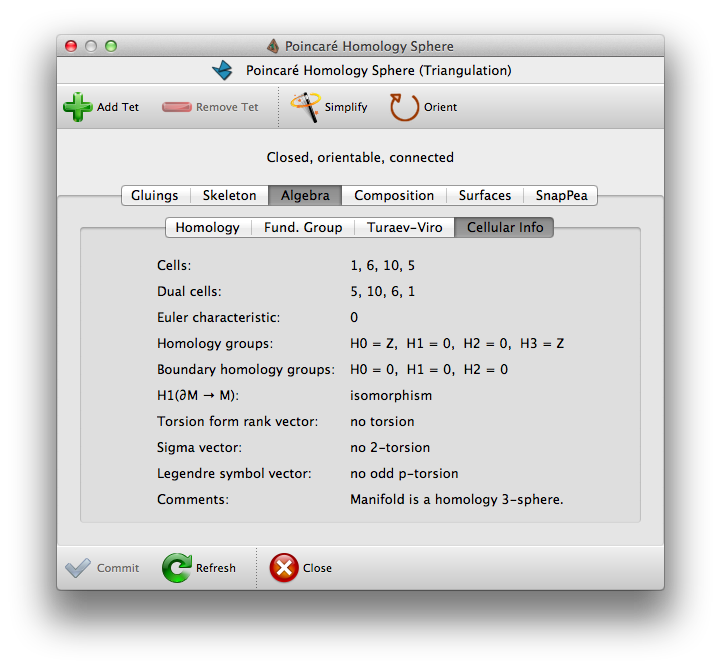 Poincaré Homology Sphere
Poincaré Homology Sphere (Triangulation)
Add Tet Remove Tet Simplify Orient
Closed, orientable, connected
Gluings Skeleton Algebra Composition Surfaces SnapPea
Homology Fund. Group Turaev-Viro Cellular Info
Cells: 1, 6, 10, 5
Dual cells: 5, 10, 6, 1
Euler characteristic: 0
Homology groups: H0 = Z, H1 = 0, H2 = 0, H3 = Z
Boundary homology groups: H0 = 0, H1 = 0, H2 = 0
H1(∂M → M): isomorphism
Torsion form rank vector: no torsion
Sigma vector: no 2-torsion
Legendre symbol vector: no odd p-torsion
Comments: Manifold is a homology 3-sphere.
Commit Refresh Close